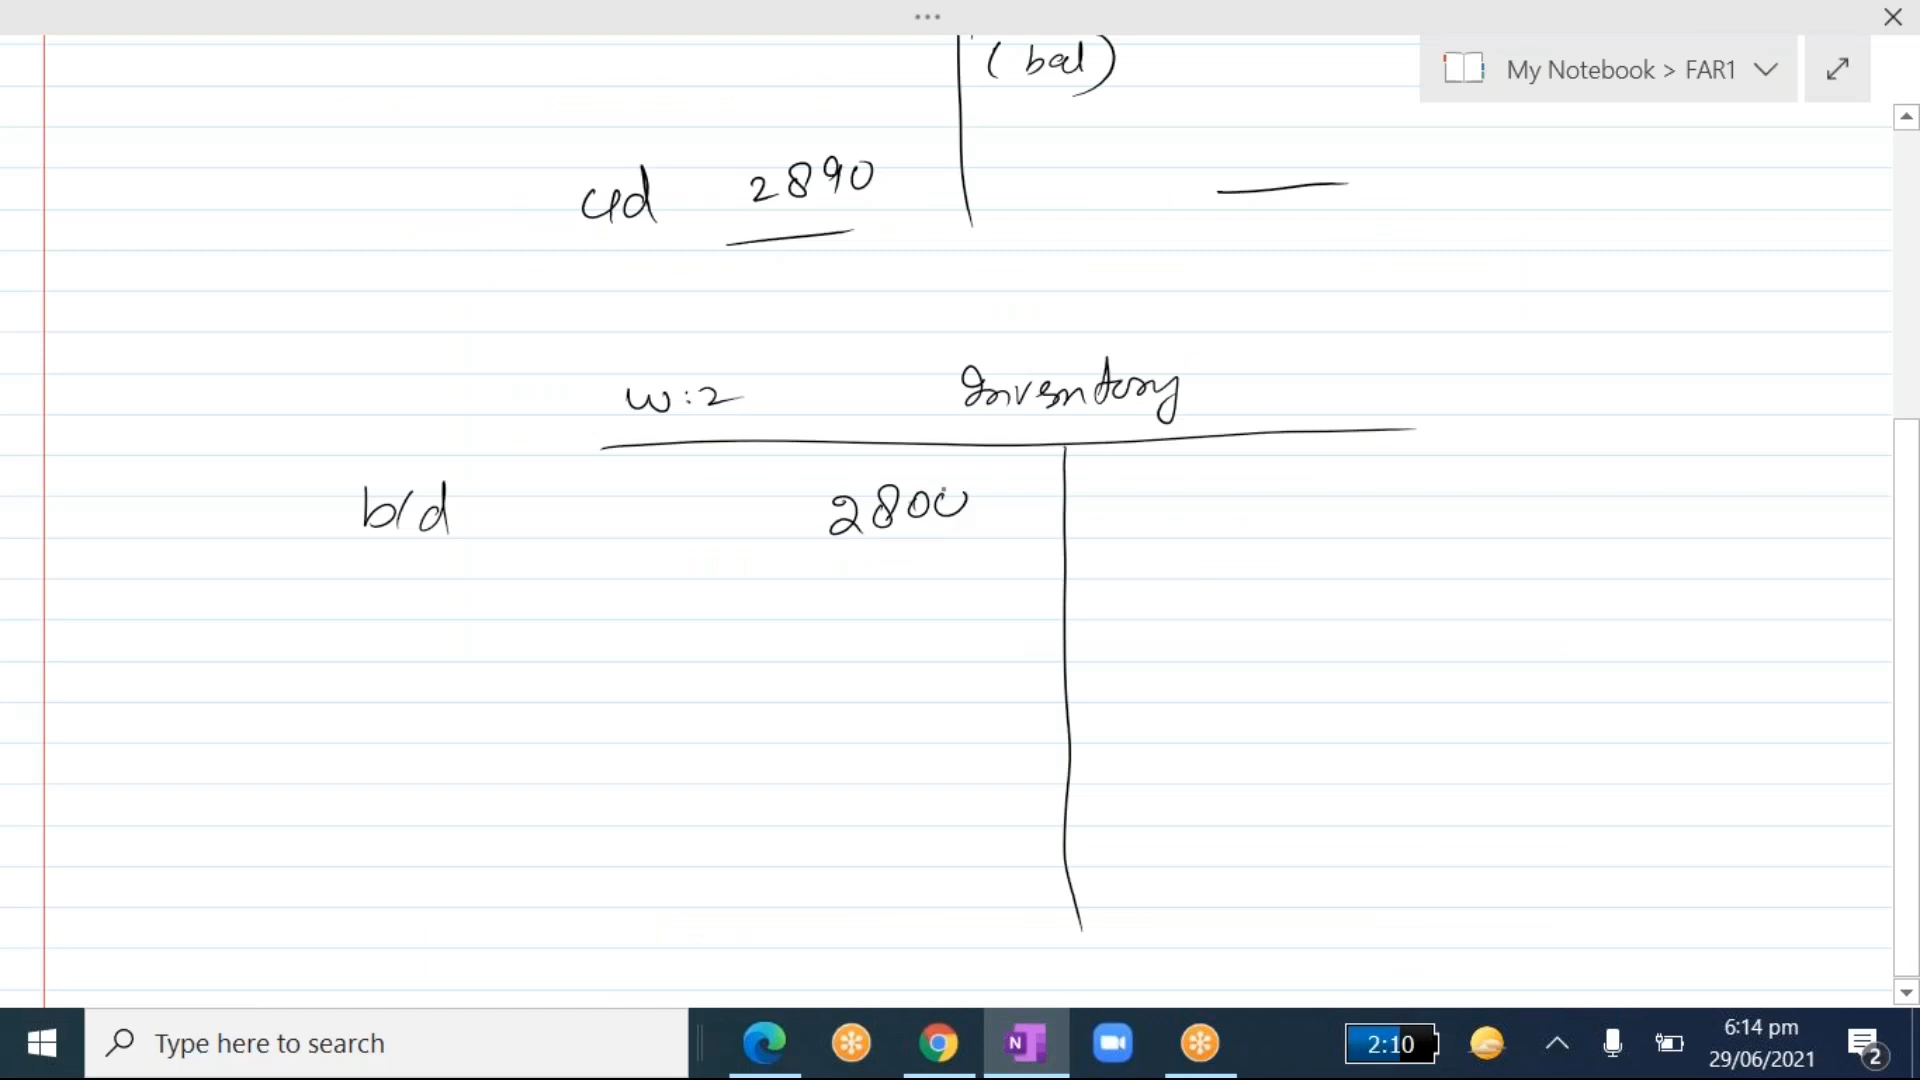 (bal)
My Notebook > FAR1
c/d 2890
W:2 Inventory
b/d 2800
Type here to search
N
2:10
6:14 pm
29/06/2021
2